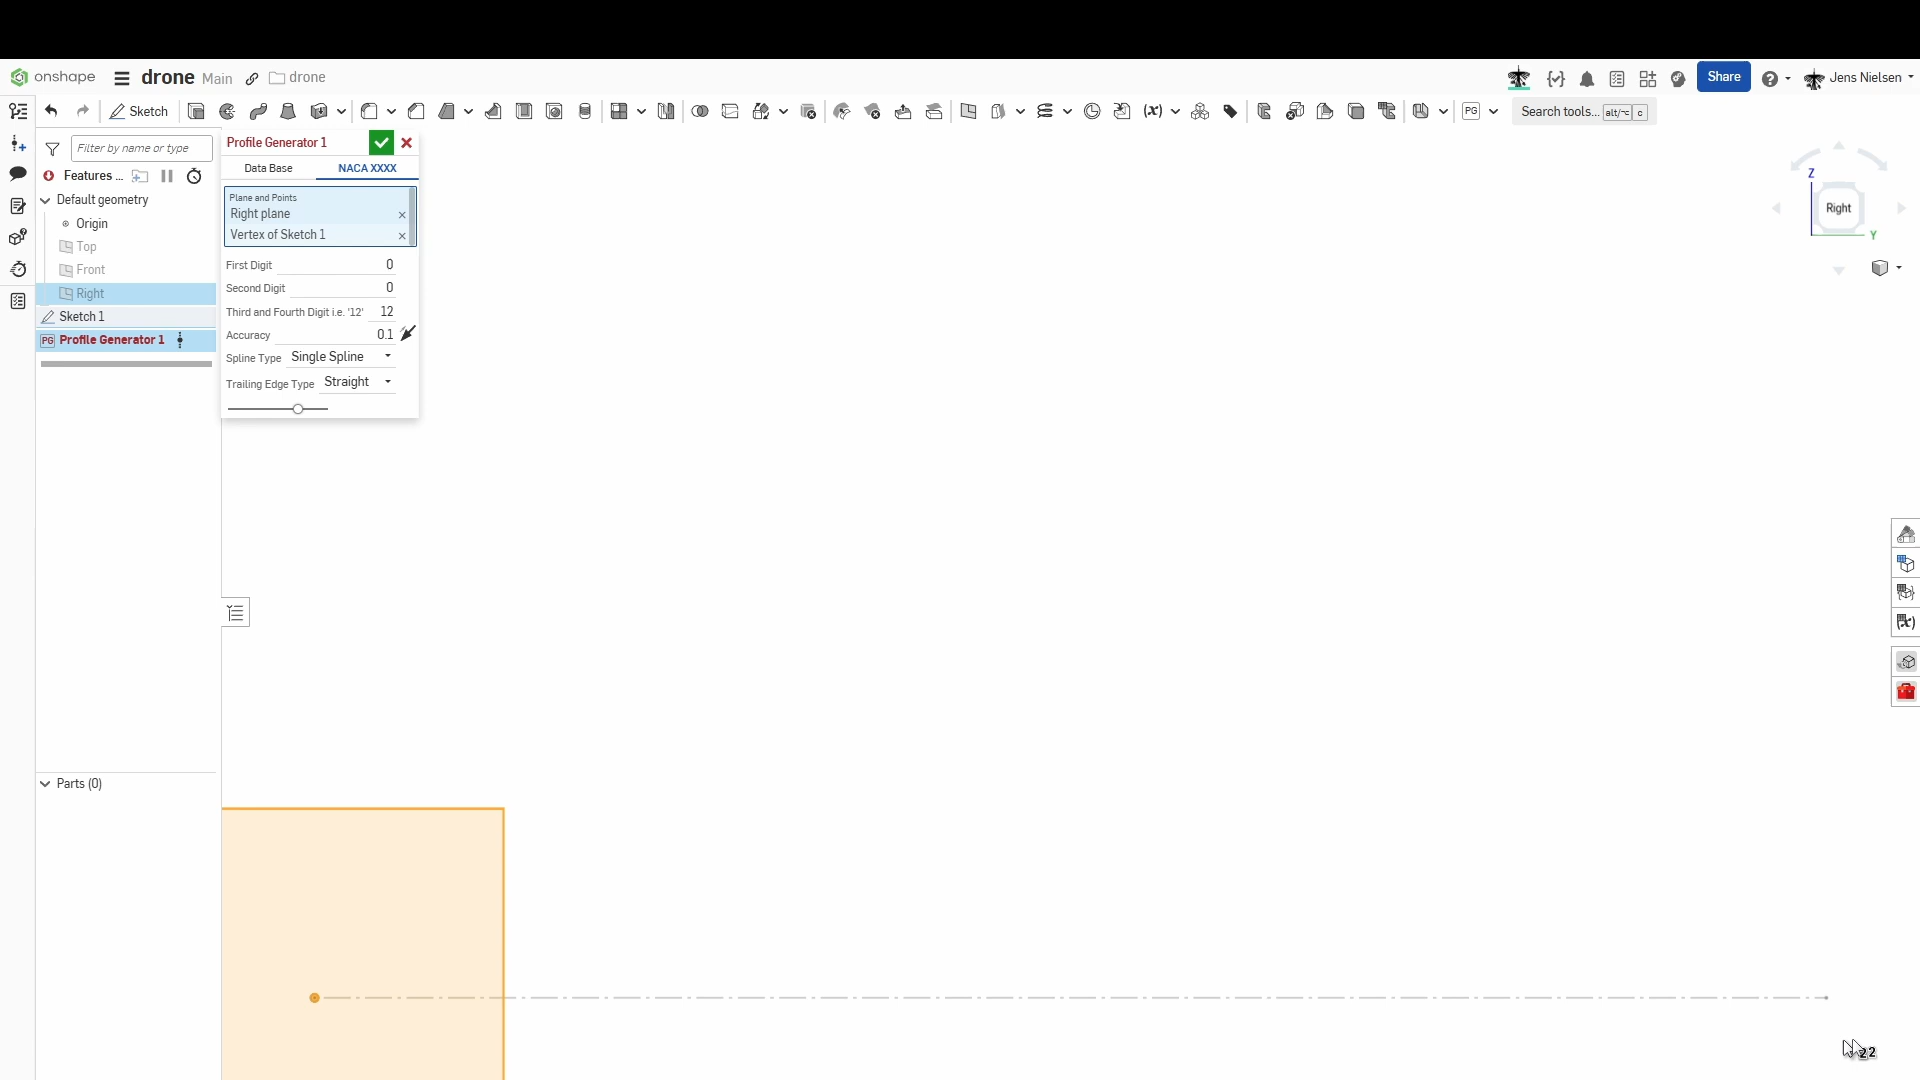 onshape drone Main drone Share Jens Nielsen
Sketch (x) PG Search tools... alt/⌥ c
Filter by name or type
Features ...
Default geometry
Origin
Top
Front
Right
Sketch 1
PG Profile Generator 1
Parts (0)
Profile Generator 1
Data Base NACA XXXX
Plane and Points
Right plane
Vertex of Sketch 1
First Digit 0
Second Digit 0
Third and Fourth Digit i.e. '12' 12
Accuracy 0.1
Spline Type Single Spline
Trailing Edge Type Straight
Z
Right
Y
(x)
22